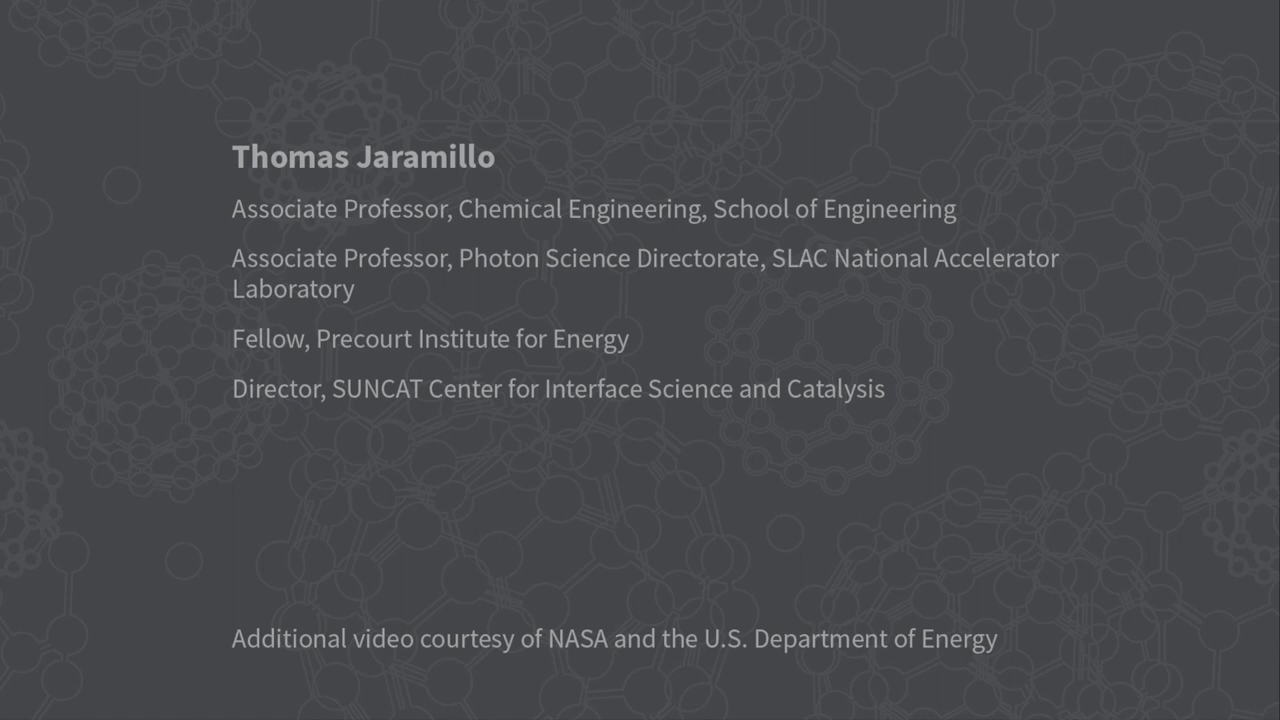 Thomas Jaramillo
Associate Professor, Chemical Engineering, School of Engineering
Associate Professor, Photon Science Directorate, SLAC National Accelerator
Laboratory
Fellow, Precourt Institute for Energy
Director, SUNCAT Center for Interface Science and Catalysis
Additional video courtesy of NASA and the U.S. Department of Energy